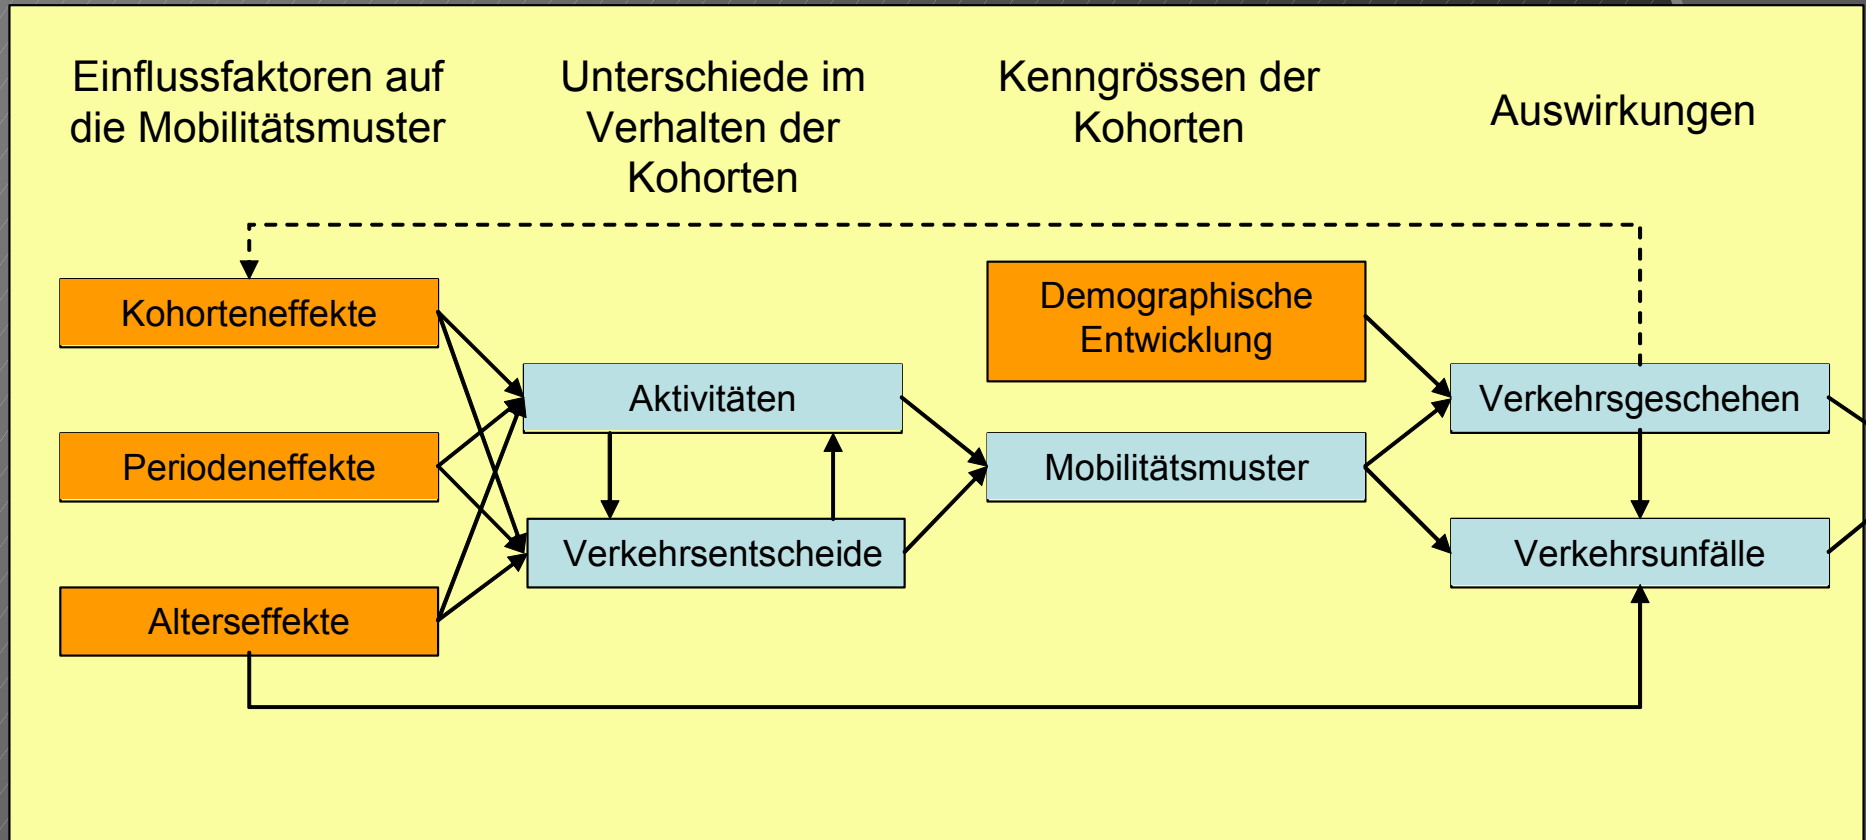 Einflussfaktoren auf
die Mobilitätsmuster
Unterschiede im
Verhalten der
Kohorten
Kenngrössen der
Kohorten
Auswirkungen
Kohorteneffekte
Periodeneffekte
Alterseffekte
Aktivitäten
Verkehrsentscheide
Demographische
Entwicklung
Mobilitätsmuster
Verkehrsgeschehen
Verkehrsunfälle